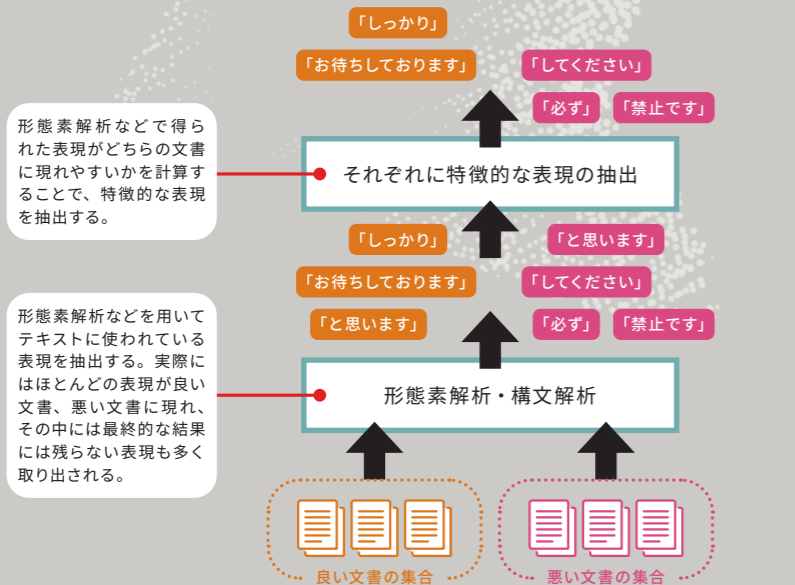 「しっかり」
「お待ちしております」
「してください」
「必ず」
「禁止です」
形態素解析などで得ら
れた表現がどちらの文書
に現れやすいかを計算す
ることで、特徴的な表現
を抽出する。
それぞれに特徴的な表現の抽出
「しっかり」
「と思います」
「お待ちしております」
「してください」
「と思います」
「必ず」
「禁止です」
形態素解析などを用いて
テキストに使われている
表現を抽出する。実際に
はほとんどの表現が良い
文書、悪い文書に現れ、
その中には最終的な結果
には残らない表現も多く
取り出される。
形態素解析・構文解析
良い文書の集合
悪い文書の集合